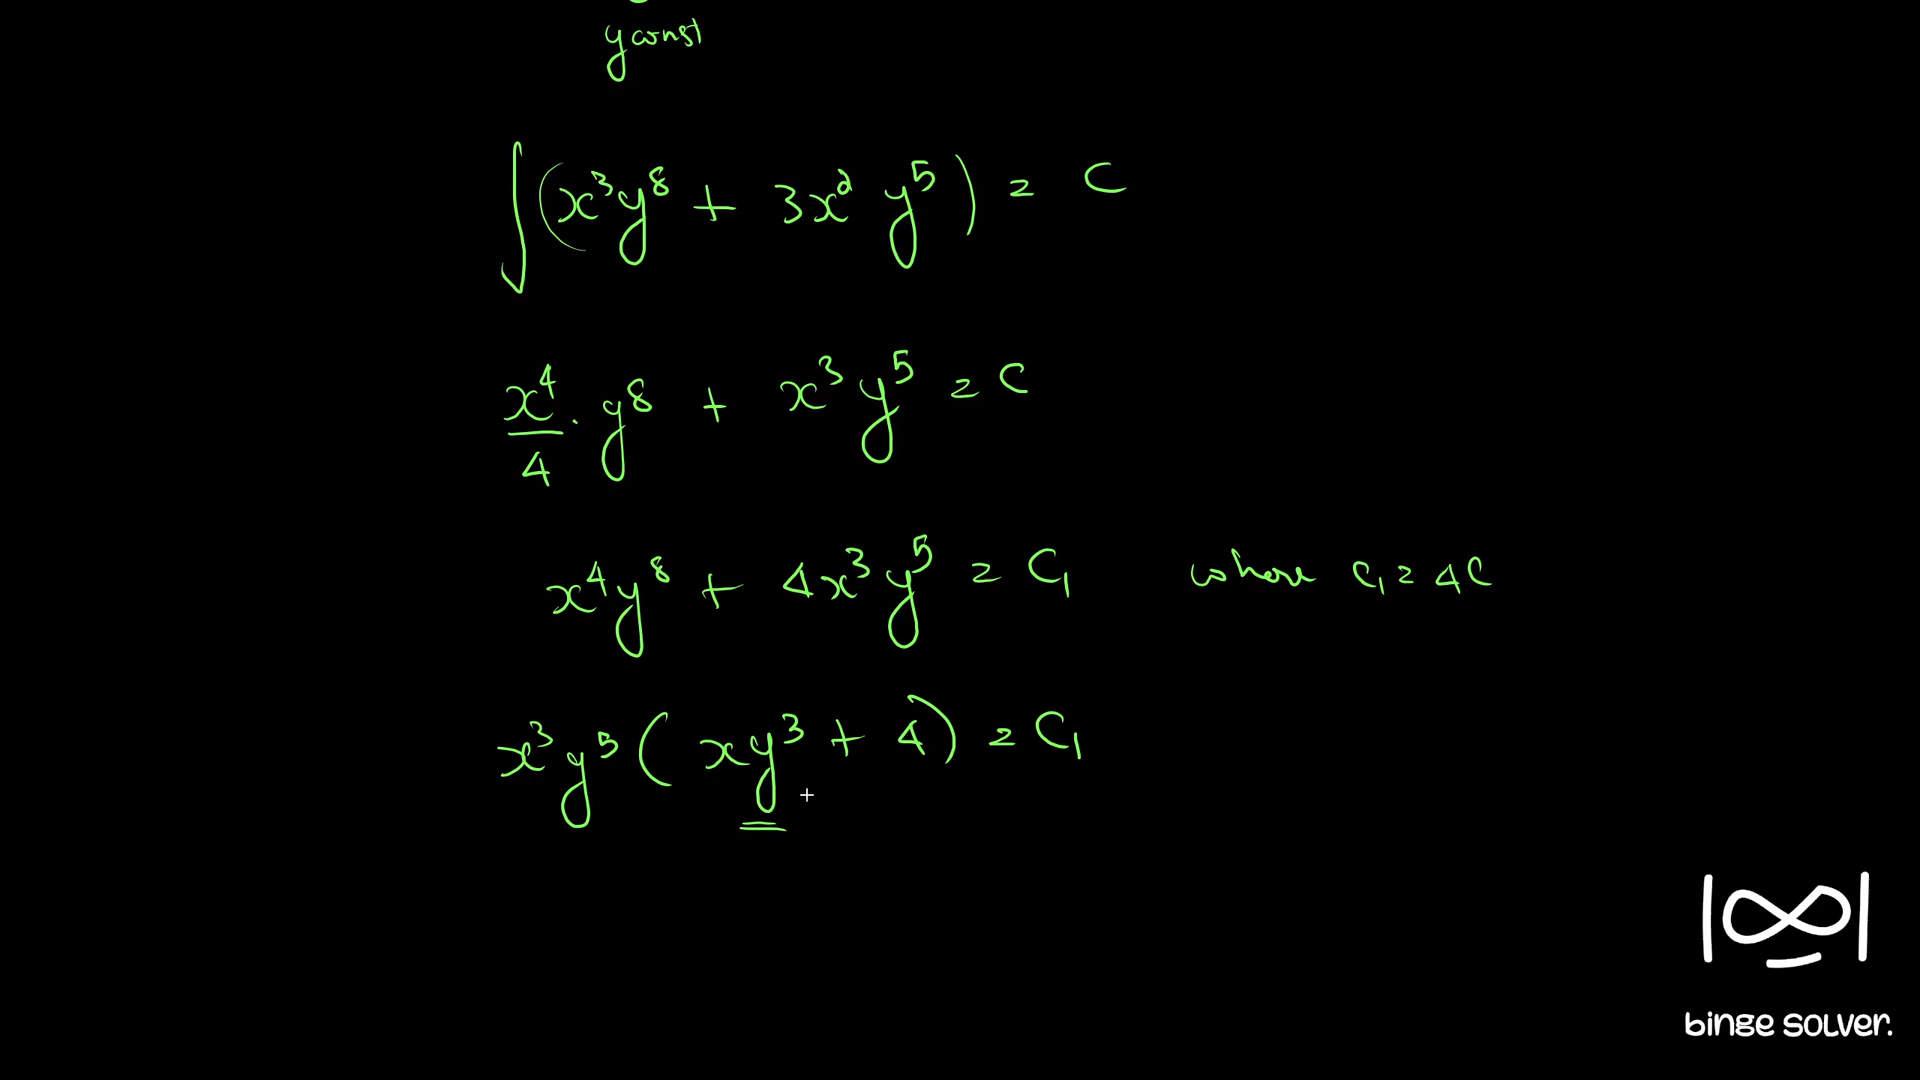 y const
∫(x³y⁸ + 3x²y⁵) = C
x⁴/4 · y⁸ + x³y⁵ = C
x⁴y⁸ + 4x³y⁵ = C₁ where C₁ = 4C
x³y⁵(xy³ + 4) = C₁
binge solver.